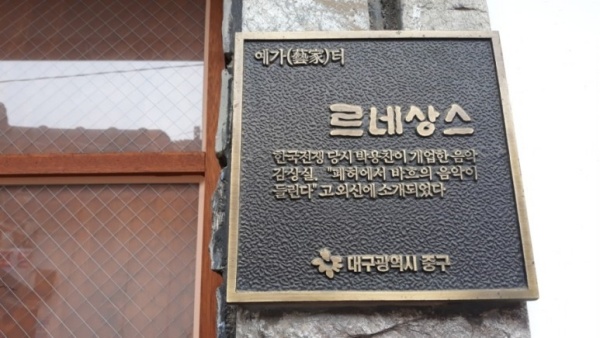 예가(藝家)터
르네상스
한국전쟁 당시 박용찬이 개업한 음악
감상실. "폐허에서 바흐의 음악이
들린다" 고 외신에 소개되었다
대구광역시 중구